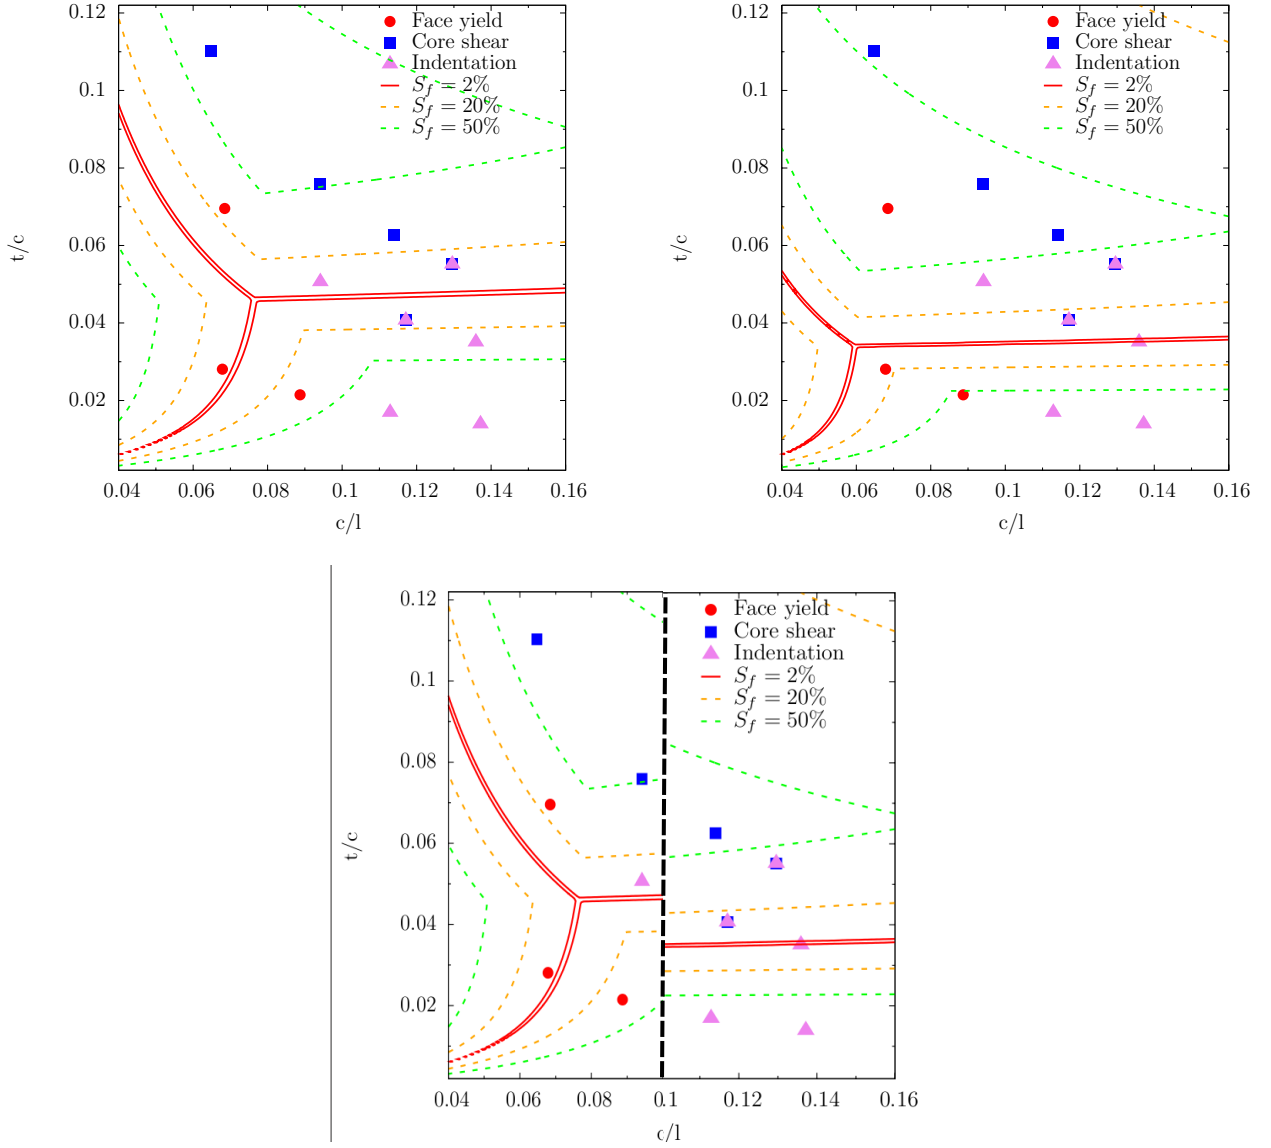 0.12
0.1
0.08
0.06
0.04
0.02
t/c
0.04 0.06 0.08 0.1 0.12 0.14 0.16
c/l
Face yield
Core shear
Indentation
S_f = 2%
S_f = 20%
S_f = 50%
0.12
0.1
0.08
0.06
0.04
0.02
t/c
0.04 0.06 0.08 0.1 0.12 0.14 0.16
c/l
Face yield
Core shear
Indentation
S_f = 2%
S_f = 20%
S_f = 50%
0.12
0.1
0.08
0.06
0.04
0.02
t/c
0.04 0.06 0.08 0.1 0.12 0.14 0.16
c/l
Face yield
Core shear
Indentation
S_f = 2%
S_f = 20%
S_f = 50%